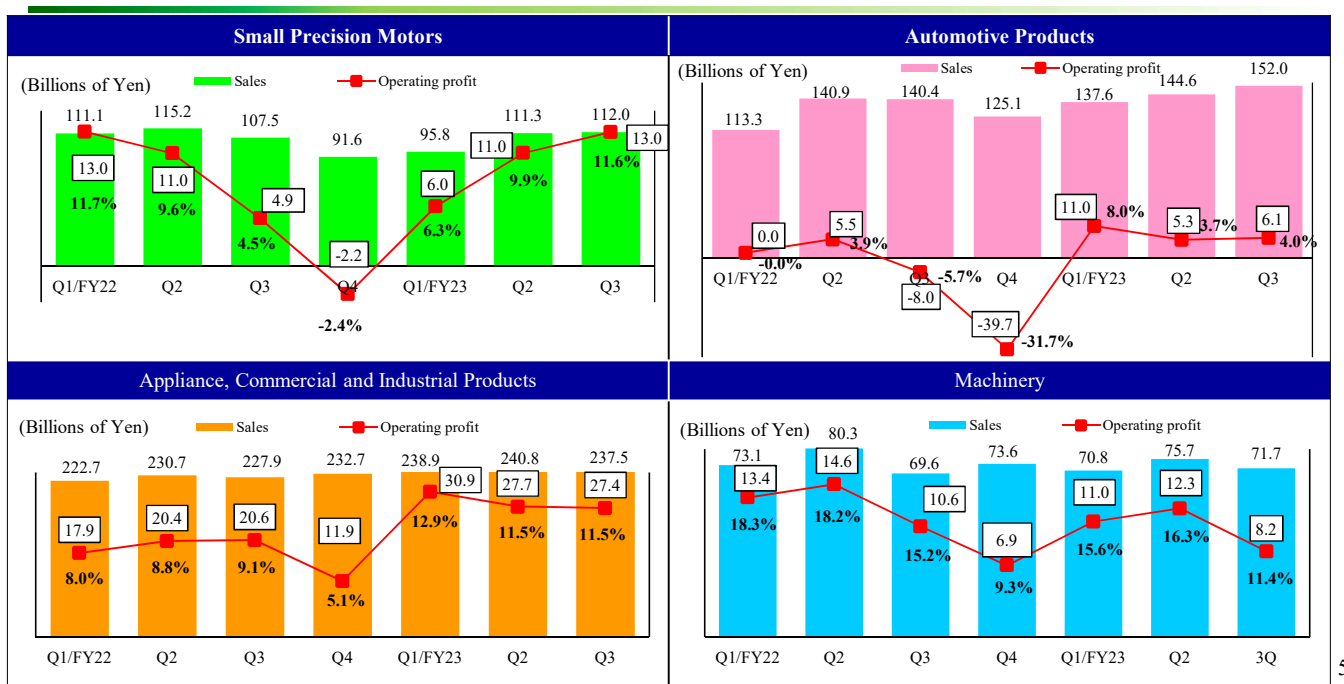 Small Precision Motors
(Billions of Yen)
Sales
Operating profit
111.1
115.2
107.5
91.6
95.8
111.3
112.0
13.0
11.0
4.9
-2.2
6.0
11.0
13.0
11.7%
9.6%
4.5%
-2.4%
6.3%
9.9%
11.6%
Q1/FY22
Q2
Q3
Q4
Q1/FY23
Q2
Q3
Automotive Products
(Billions of Yen)
Sales
Operating profit
113.3
140.9
140.4
125.1
137.6
144.6
152.0
0.0
5.5
-8.0
-39.7
11.0
5.3
6.1
-0.0%
3.9%
-5.7%
-31.7%
8.0%
3.7%
4.0%
Q1/FY22
Q2
Q3
Q4
Q1/FY23
Q2
Q3
Appliance, Commercial and Industrial Products
(Billions of Yen)
Sales
Operating profit
222.7
230.7
227.9
232.7
238.9
240.8
237.5
17.9
20.4
20.6
11.9
30.9
27.7
27.4
8.0%
8.8%
9.1%
5.1%
12.9%
11.5%
11.5%
Q1/FY22
Q2
Q3
Q4
Q1/FY23
Q2
Q3
Machinery
(Billions of Yen)
Sales
Operating profit
73.1
80.3
69.6
73.6
70.8
75.7
71.7
13.4
14.6
10.6
6.9
11.0
12.3
8.2
18.3%
18.2%
15.2%
9.3%
15.6%
16.3%
11.4%
Q1/FY22
Q2
Q3
Q4
Q1/FY23
Q2
3Q
5